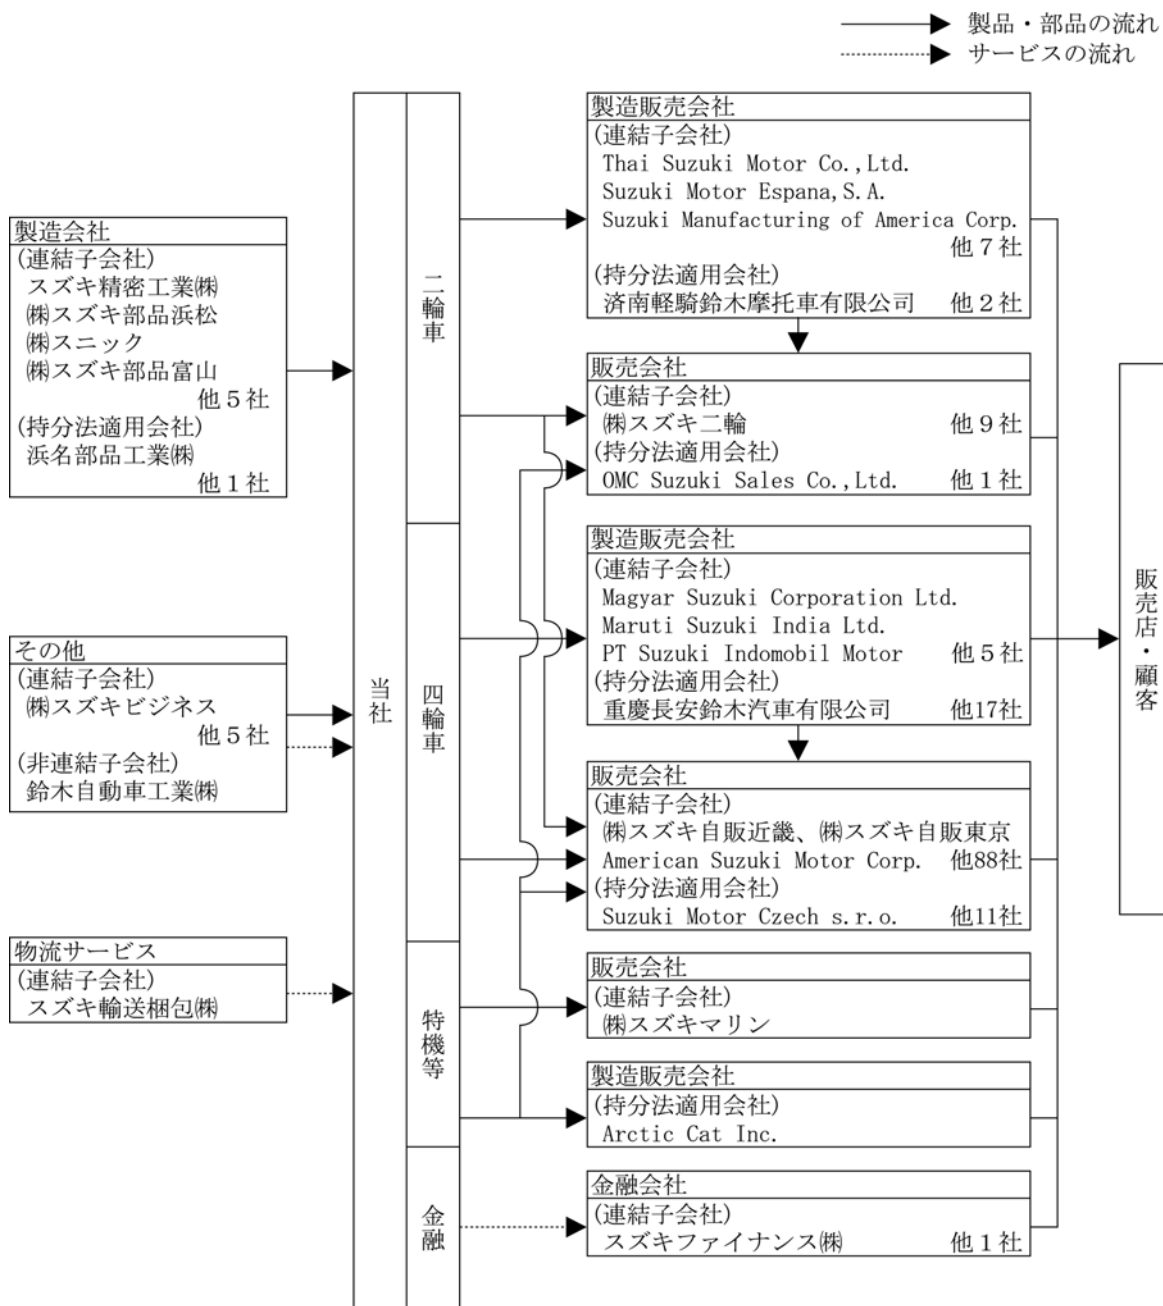 製品・部品の流れ
サービスの流れ
製造会社
(連結子会社)
スズキ精密工業㈱
㈱スズキ部品浜松
㈱スニック
㈱スズキ部品富山
他５社
(持分法適用会社)
浜名部品工業㈱
他１社
その他
(連結子会社)
㈱スズキビジネス
他５社
(非連結子会社)
鈴木自動車工業㈱
物流サービス
(連結子会社)
スズキ輸送梱包㈱
当社
二輪車
四輪車
特機等
金融
製造販売会社
(連結子会社)
Thai Suzuki Motor Co.,Ltd.
Suzuki Motor Espana,S.A.
Suzuki Manufacturing of America Corp.
他７社
(持分法適用会社)
済南軽騎鈴木摩托車有限公司 他２社
販売会社
(連結子会社)
㈱スズキ二輪 他９社
(持分法適用会社)
OMC Suzuki Sales Co.,Ltd. 他１社
製造販売会社
(連結子会社)
Magyar Suzuki Corporation Ltd.
Maruti Suzuki India Ltd.
PT Suzuki Indomobil Motor 他５社
(持分法適用会社)
重慶長安鈴木汽車有限公司 他17社
販売会社
(連結子会社)
㈱スズキ自販近畿、㈱スズキ自販東京
American Suzuki Motor Corp. 他88社
(持分法適用会社)
Suzuki Motor Czech s.r.o. 他11社
販売会社
(連結子会社)
㈱スズキマリン
製造販売会社
(持分法適用会社)
Arctic Cat Inc.
金融会社
(連結子会社)
スズキファイナンス㈱ 他１社
販売店・顧客